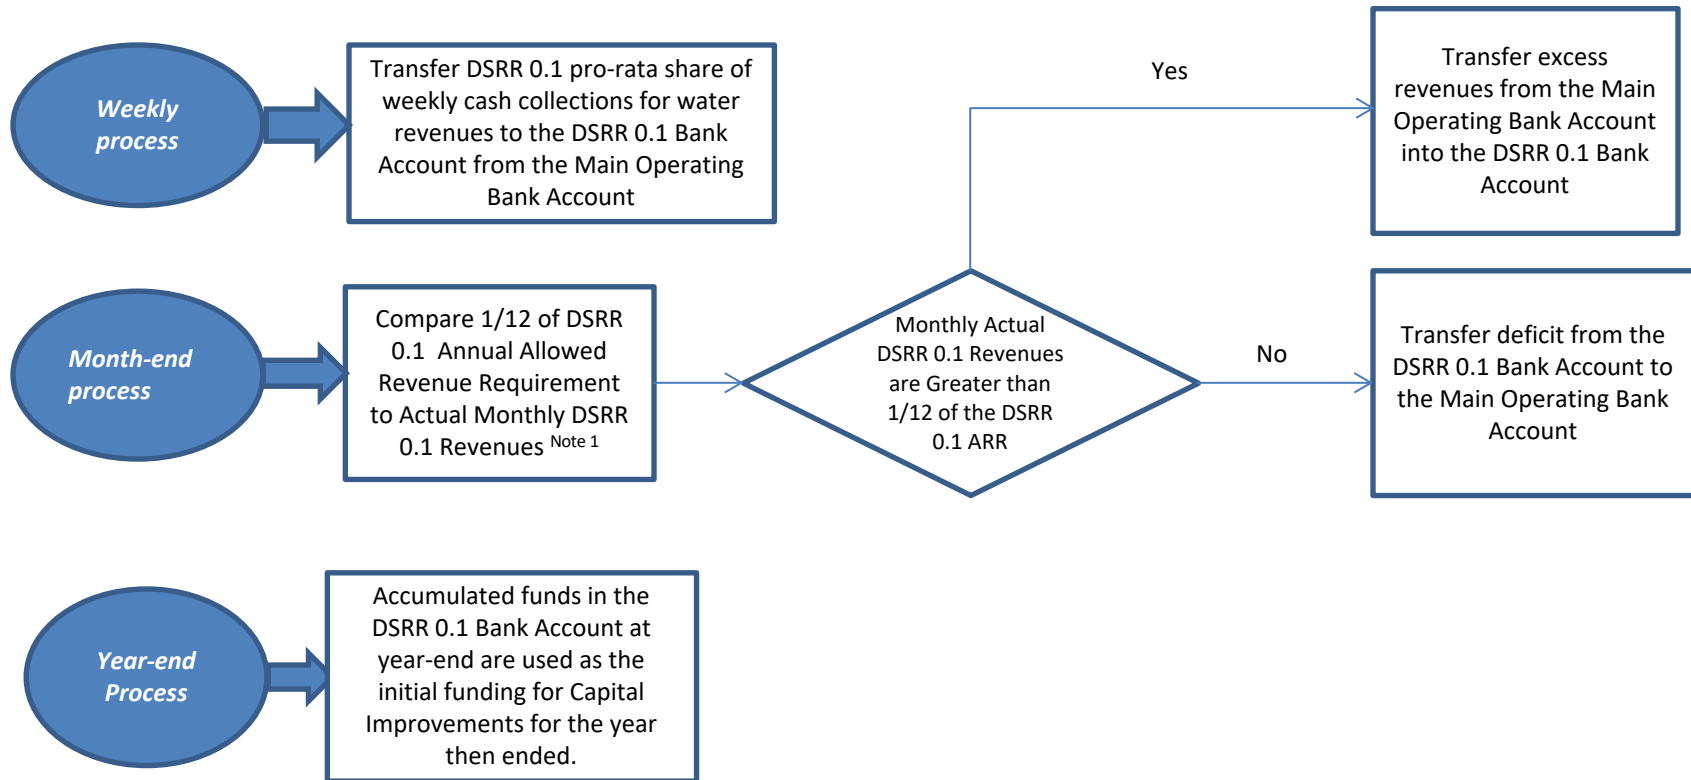 Weekly
process
Transfer DSRR 0.1 pro-rata share of
weekly cash collections for water
revenues to the DSRR 0.1 Bank
Account from the Main Operating
Bank Account
Yes
Transfer excess
revenues from the Main
Operating Bank Account
into the DSRR 0.1 Bank
Account
Month-end
process
Compare 1/12 of DSRR
0.1 Annual Allowed
Revenue Requirement
to Actual Monthly DSRR
0.1 Revenues Note 1
Monthly Actual
DSRR 0.1 Revenues
are Greater than
1/12 of the DSRR
0.1 ARR
No
Transfer deficit from the
DSRR 0.1 Bank Account to
the Main Operating Bank
Account
Year-end
Process
Accumulated funds in the
DSRR 0.1 Bank Account at
year-end are used as the
initial funding for Capital
Improvements for the year
then ended.